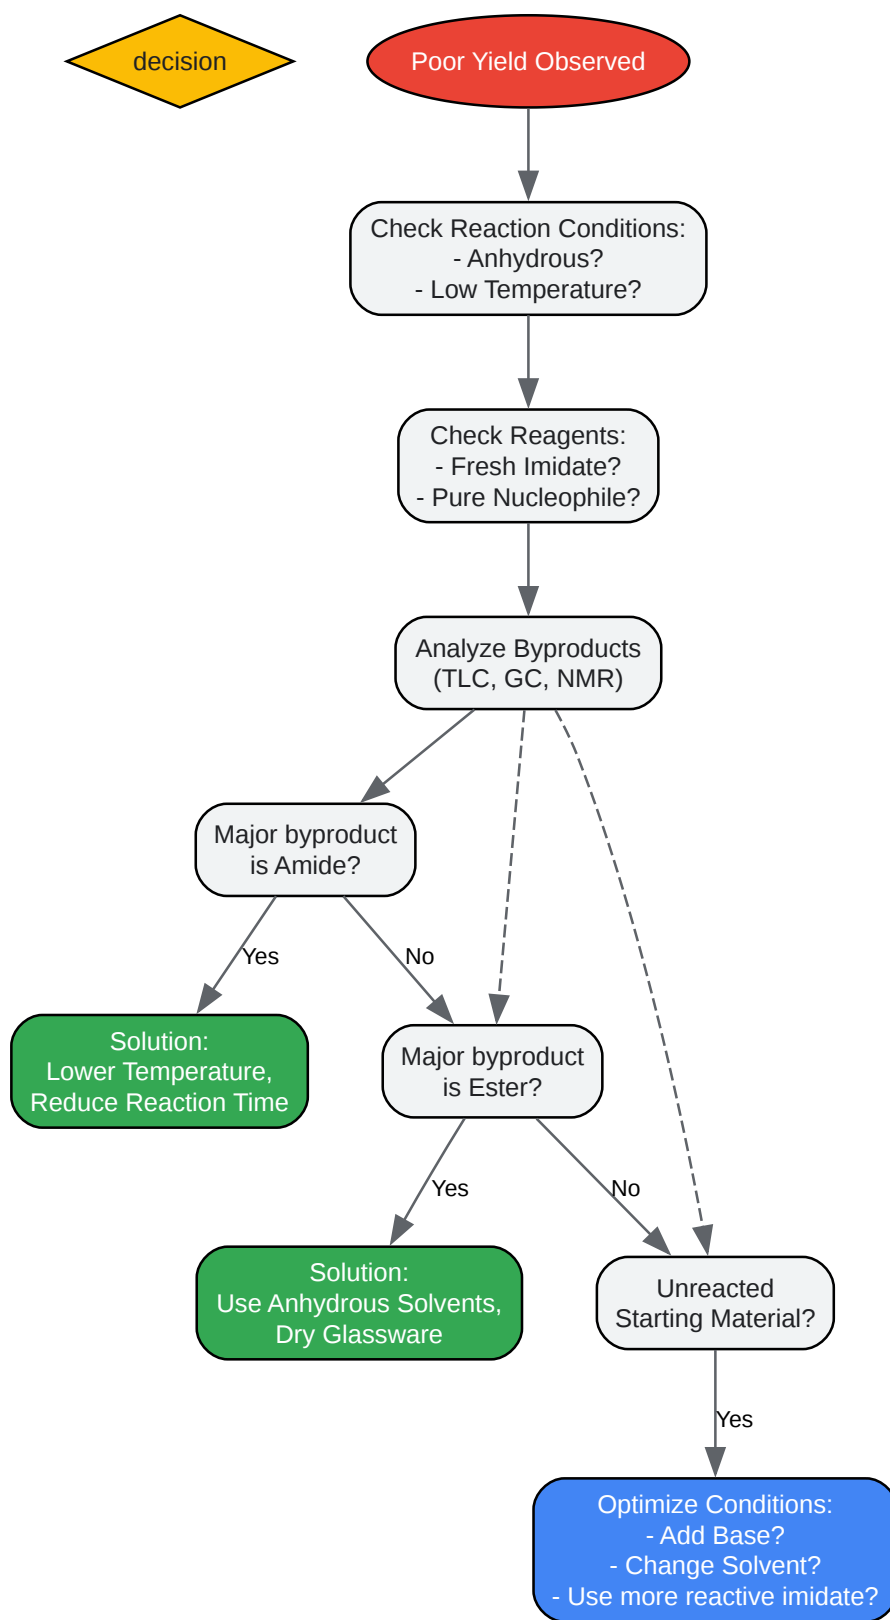 decision
Poor Yield Observed
Check Reaction Conditions:
- Anhydrous?
- Low Temperature?
Check Reagents:
- Fresh Imidate?
- Pure Nucleophile?
Analyze Byproducts
(TLC, GC, NMR)
Major byproduct
is Amide?
Yes
No
Solution:
Lower Temperature,
Reduce Reaction Time
Major byproduct
is Ester?
Yes
No
Solution:
Use Anhydrous Solvents,
Dry Glassware
Unreacted
Starting Material?
Yes
Optimize Conditions:
- Add Base?
- Change Solvent?
- Use more reactive imidate?